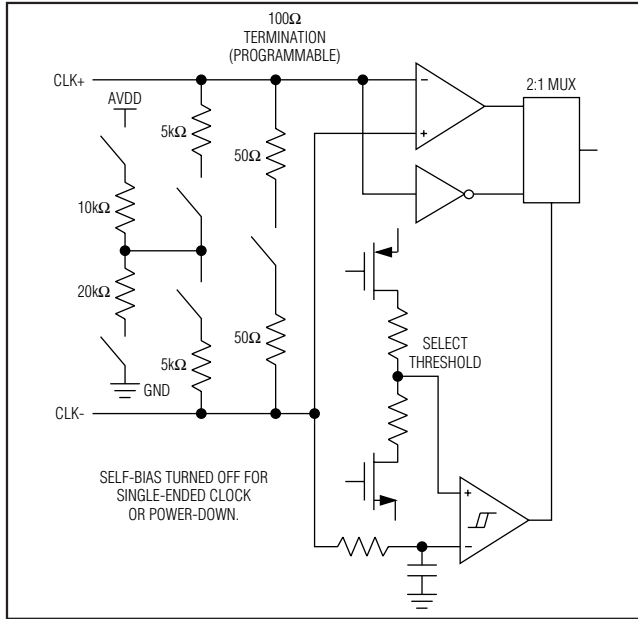 100Ω
TERMINATION
(PROGRAMMABLE)
CLK+
AVDD
2:1 MUX
5kΩ
50Ω
10kΩ
20kΩ
50Ω
5kΩ
SELECT
THRESHOLD
GND
CLK-
SELF-BIAS TURNED OFF FOR
SINGLE-ENDED CLOCK
OR POWER-DOWN.